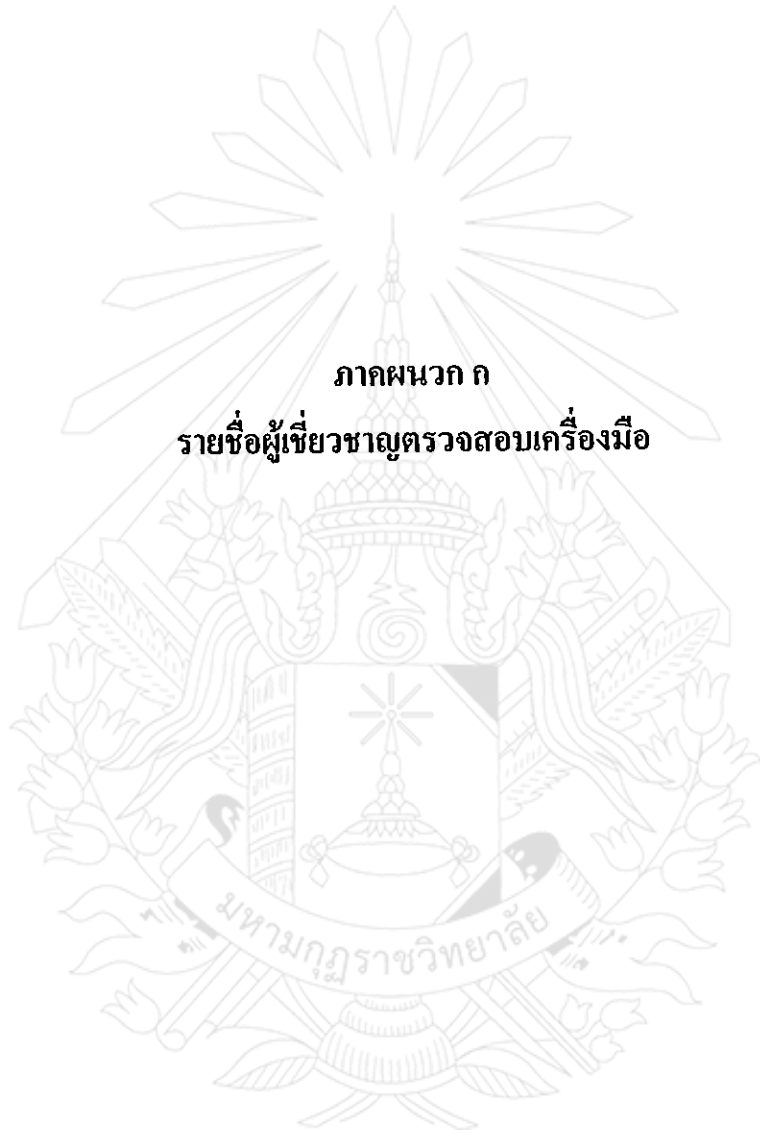 ภาคผนวก ก
รายชื่อผู้เชี่ยวชาญตรวจสอบเครื่องมือ
มหามกุฏราชวิทยาลัย